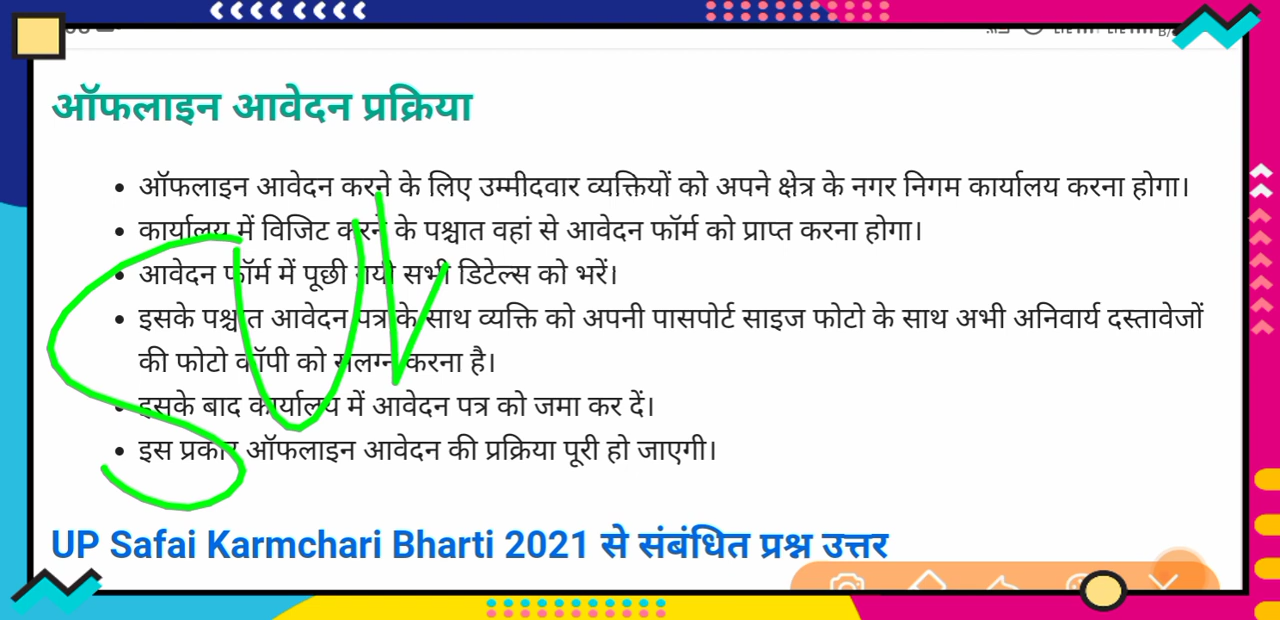 ऑफलाइन आवेदन प्रक्रिया
ऑफलाइन आवेदन करने के लिए उम्मीदवार व्यक्तियों को अपने क्षेत्र के नगर निगम कार्यालय करना होगा।
कार्यालय में विजिट करने के पश्चात वहां से आवेदन फॉर्म को प्राप्त करना होगा।
आवेदन फॉर्म में पूछी गयी सभी डिटेल्स को भरें।
इसके पश्चात आवेदन पत्र के साथ व्यक्ति को अपनी पासपोर्ट साइज फोटो के साथ अभी अनिवार्य दस्तावेजों
की फोटो कॉपी को सलग्न करना है।
इसके बाद कार्यालय में आवेदन पत्र को जमा कर दें।
इस प्रकार ऑफलाइन आवेदन की प्रक्रिया पूरी हो जाएगी।
UP Safai Karmchari Bharti 2021 से संबंधित प्रश्न उत्तर